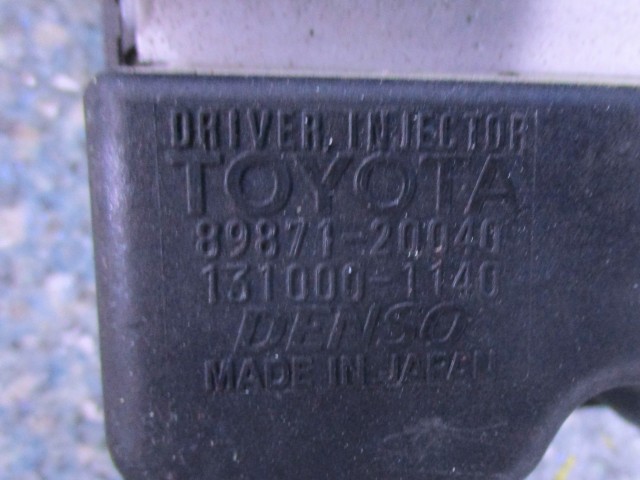 DRIVER, INJECTOR
TOYOTA
89871-20040
131000-1140
DENSO
MADE IN JAPAN